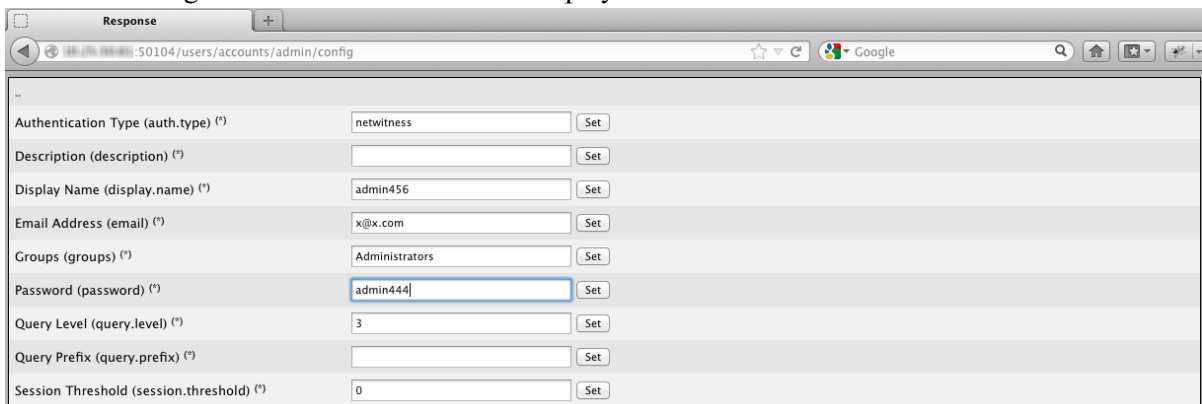 Response
:50104/users/accounts/admin/config Google
..
Authentication Type (auth.type) (*) netwitness Set
Description (description) (*) Set
Display Name (display.name) (*) admin456 Set
Email Address (email) (*) x@x.com Set
Groups (groups) (*) Administrators Set
Password (password) (*) admin444 Set
Query Level (query.level) (*) 3 Set
Query Prefix (query.prefix) (*) Set
Session Threshold (session.threshold) (*) 0 Set